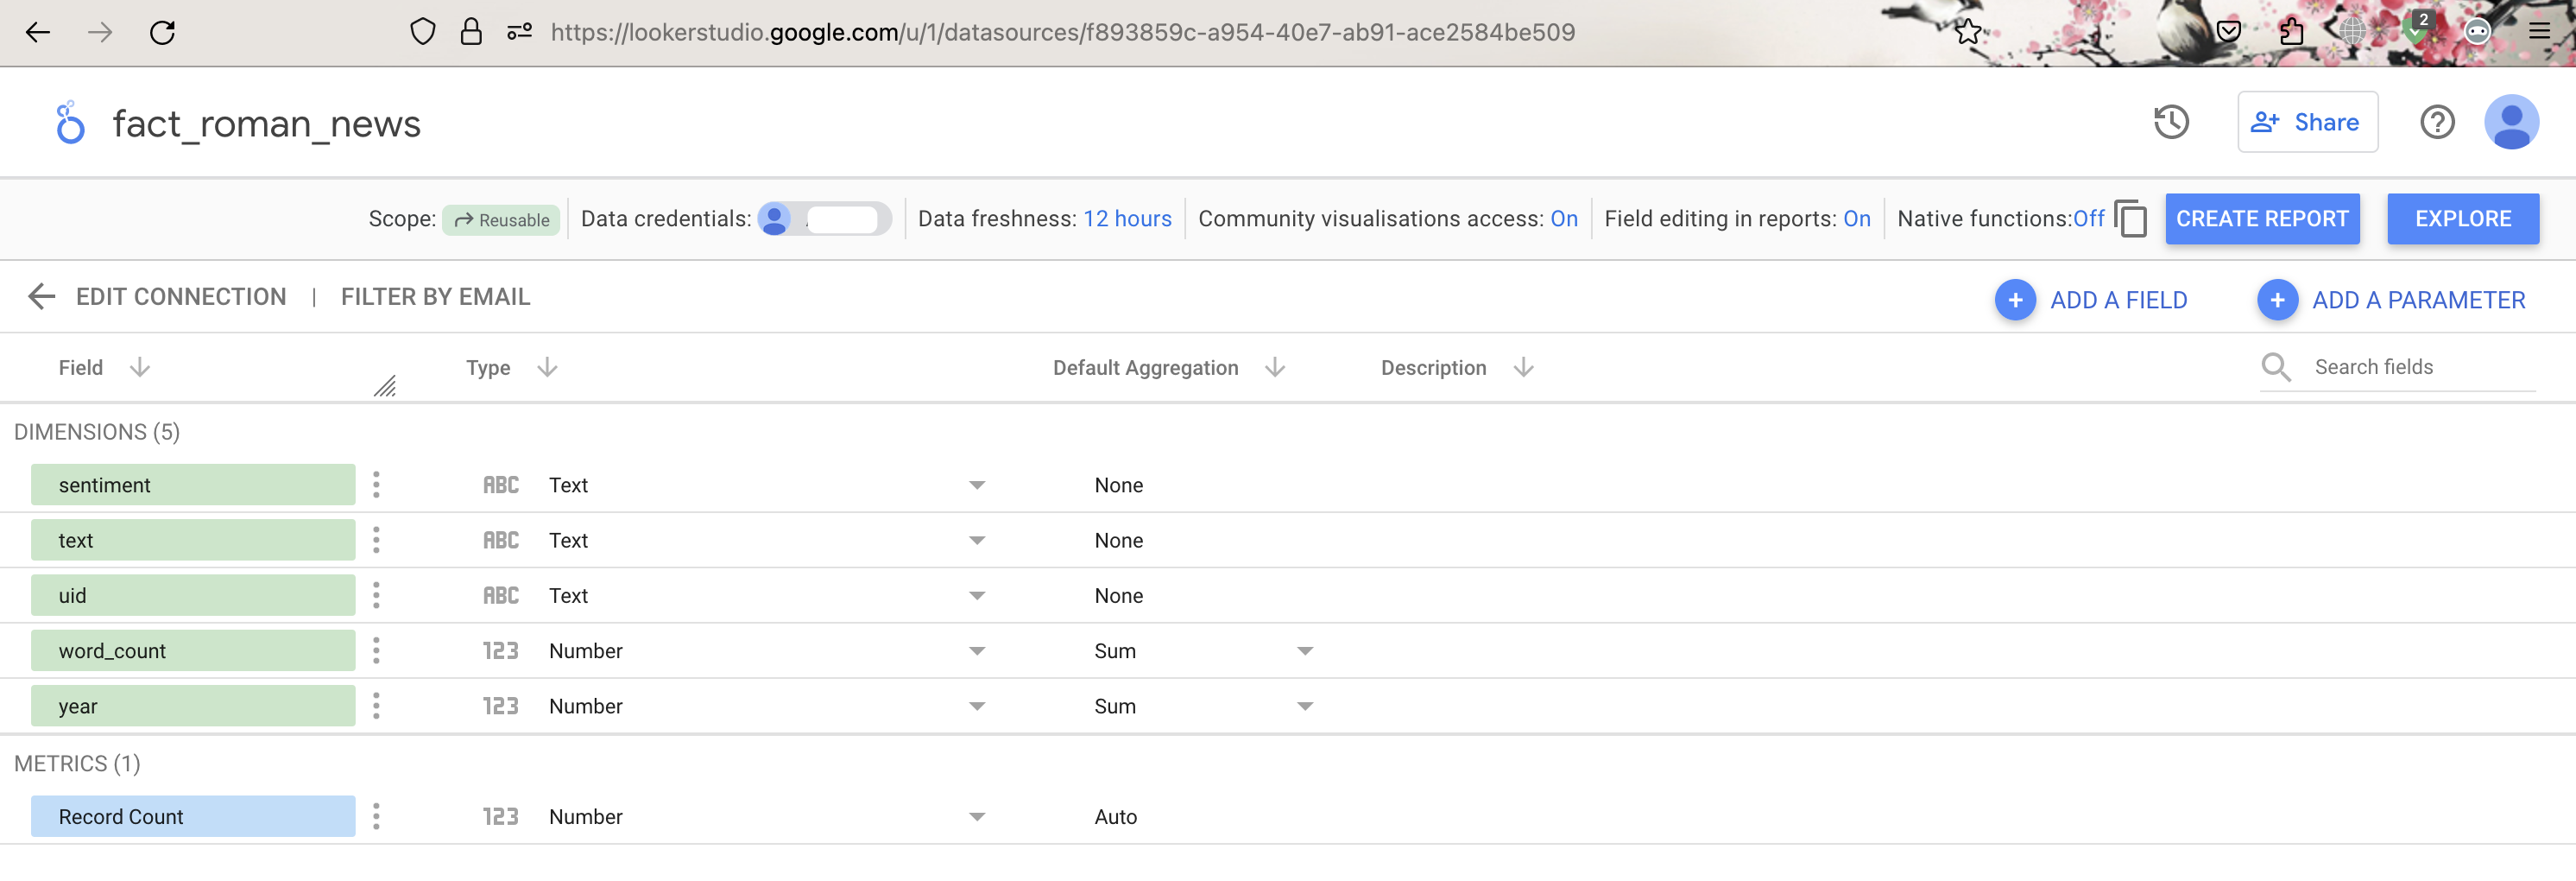 https://lookerstudio.google.com/u/1/datasources/f893859c-a954-40e7-ab91-ace2584be509
2
fact_roman_news
Share
Scope: Reusable Data credentials: Data freshness: 12 hours Community visualisations access: On Field editing in reports: On Native functions:Off CREATE REPORT EXPLORE
EDIT CONNECTION | FILTER BY EMAIL ADD A FIELD ADD A PARAMETER
Field Type Default Aggregation Description Search fields
DIMENSIONS (5)
sentiment ABC Text None
text ABC Text None
uid ABC Text None
word_count 123 Number Sum
year 123 Number Sum
METRICS (1)
Record Count 123 Number Auto